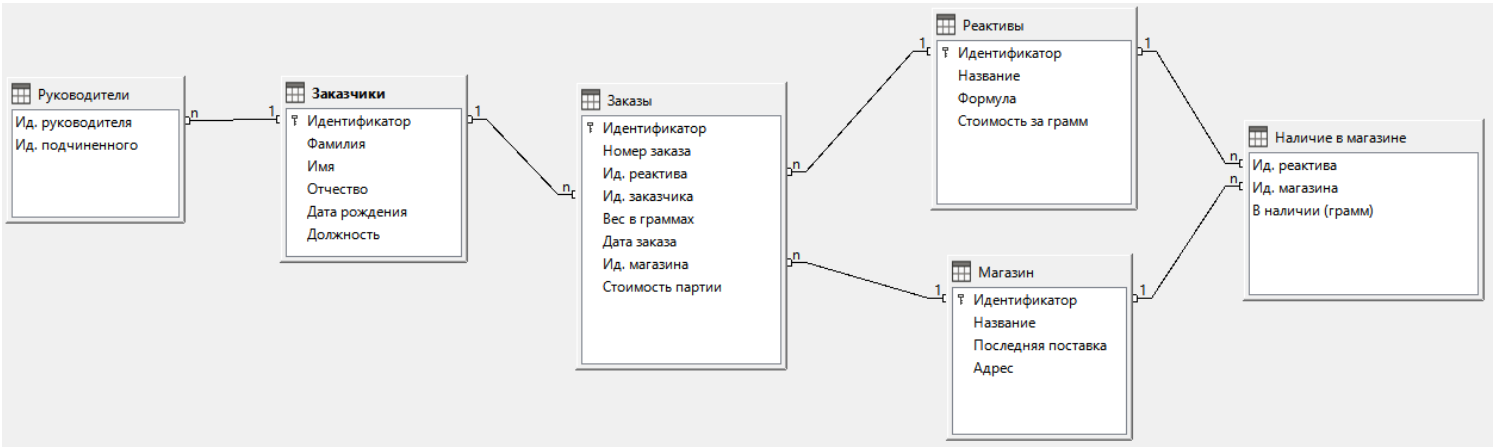 Руководители
Ид. руководителя
Ид. подчиненного
n
1
Заказчики
Идентификатор
Фамилия
Имя
Отчество
Дата рождения
Должность
1
n
Заказы
Идентификатор
Номер заказа
Ид. реактива
Ид. заказчика
Вес в граммах
Дата заказа
Ид. магазина
Стоимость партии
n
n
1
Реактивы
Идентификатор
Название
Формула
Стоимость за грамм
1
1
Магазин
Идентификатор
Название
Последняя поставка
Адрес
1
n
n
Наличие в магазине
Ид. реактива
Ид. магазина
В наличии (грамм)